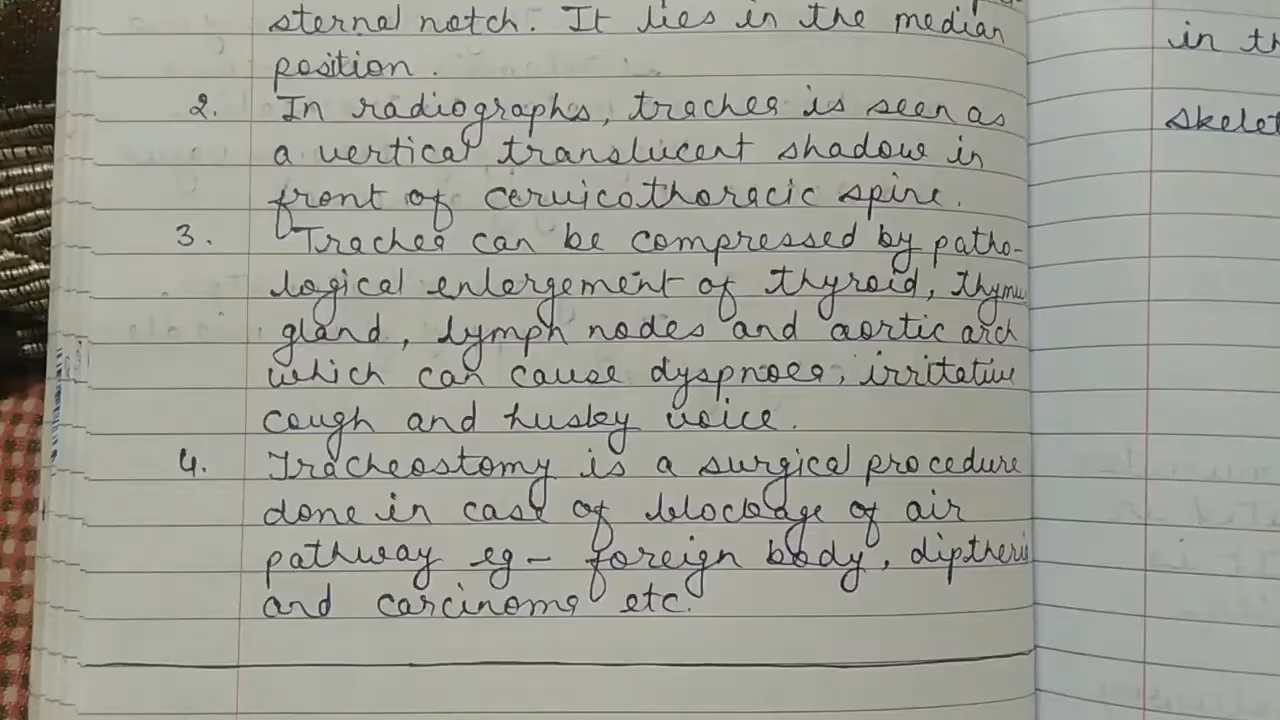 sternal notch. It lies in the median
position.
2. In radiographs, trachea is seen as
a vertical translucent shadow in
front of cervicothoracic spine.
3. Trachea can be compressed by patho-
logical enlargement of thyroid, thymu
gland, lymph nodes and aortic arch
which can cause dyspnoea, irritative
cough and husky voice.
4. Tracheostomy is a surgical procedure
done in case of blockage of air
pathway eg- foreign body, diptheri
and carcinoma etc.
in th
skelet